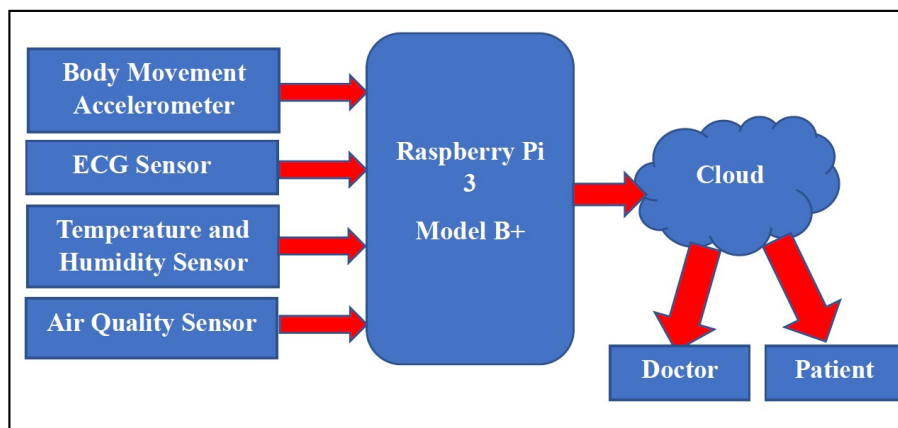 Body Movement
Accelerometer
ECG Sensor
Temperature and
Humidity Sensor
Air Quality Sensor
Raspberry Pi
3
Model B+
Cloud
Doctor
Patient